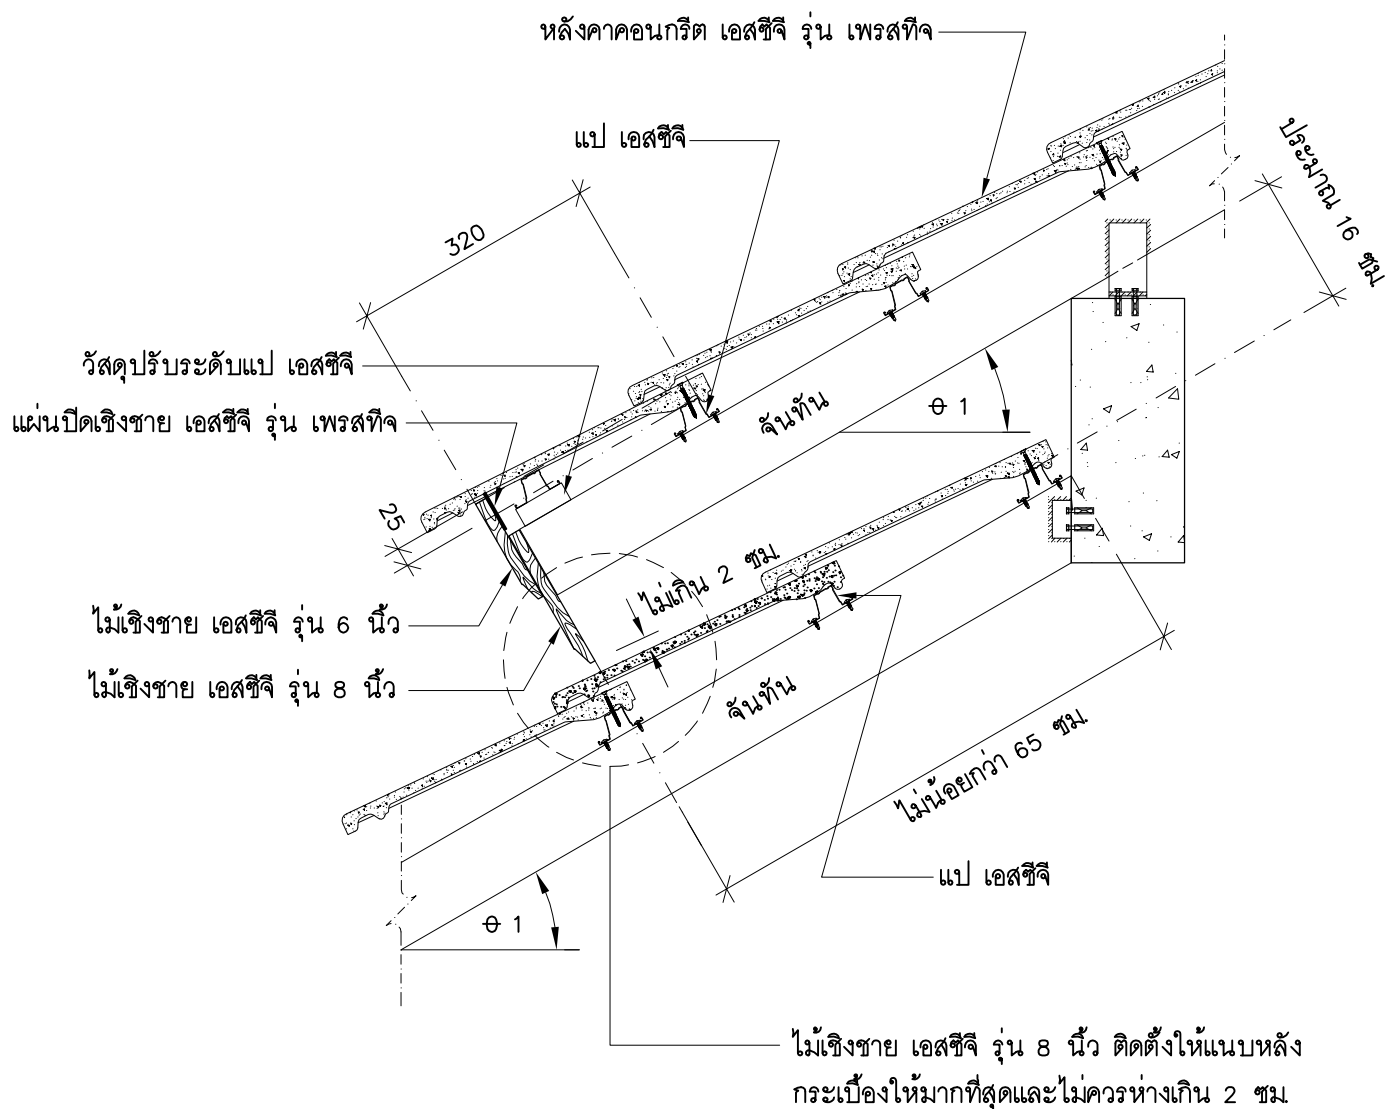 หลังคาคอนกรีต เอสซีจี รุ่น เพรสทีจ
แป เอสซีจี
ประมาณ 16 ซม.
320
วัสดุปรับระดับแป เอสซีจี
แผ่นปิดเชิงชาย เอสซีจี รุ่น เพรสทีจ
จันทัน
θ 1
25
ไม่เกิน 2 ซม.
ไม้เชิงชาย เอสซีจี รุ่น 6 นิ้ว
ไม้เชิงชาย เอสซีจี รุ่น 8 นิ้ว
จันทัน
ไม่น้อยกว่า 65 ซม.
แป เอสซีจี
θ 1
ไม้เชิงชาย เอสซีจี รุ่น 8 นิ้ว ติดตั้งให้แนบหลัง
กระเบื้องให้มากที่สุดและไม่ควรห่างเกิน 2 ซม.